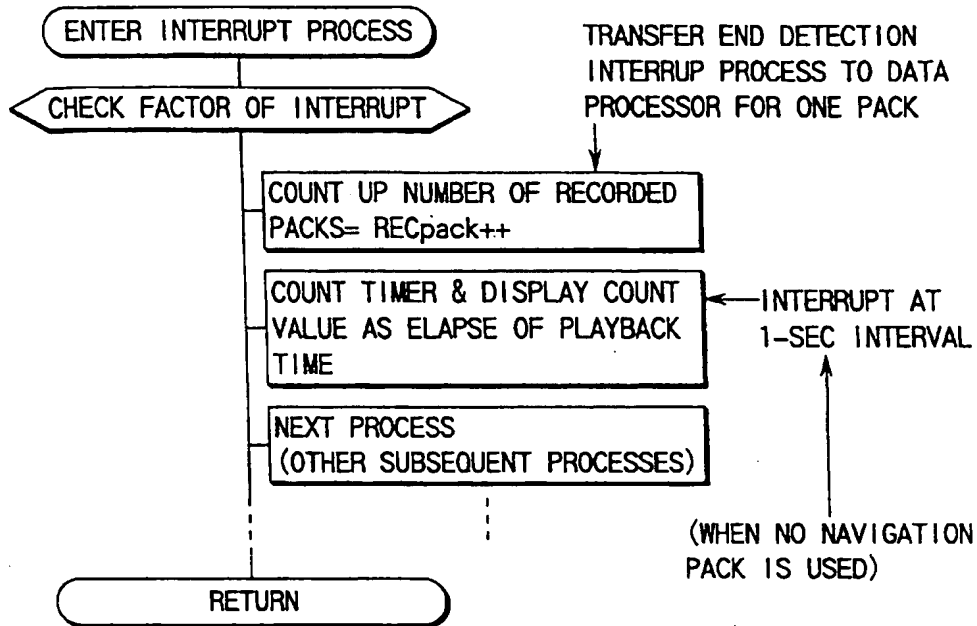 ENTER INTERRUPT PROCESS
CHECK FACTOR OF INTERRUPT
TRANSFER END DETECTION
INTERRUP PROCESS TO DATA
PROCESSOR FOR ONE PACK
COUNT UP NUMBER OF RECORDED
PACKS= RECpack++
COUNT TIMER & DISPLAY COUNT
VALUE AS ELAPSE OF PLAYBACK
TIME
INTERRUPT AT
1-SEC INTERVAL
NEXT PROCESS
(OTHER SUBSEQUENT PROCESSES)
(WHEN NO NAVIGATION
PACK IS USED)
RETURN